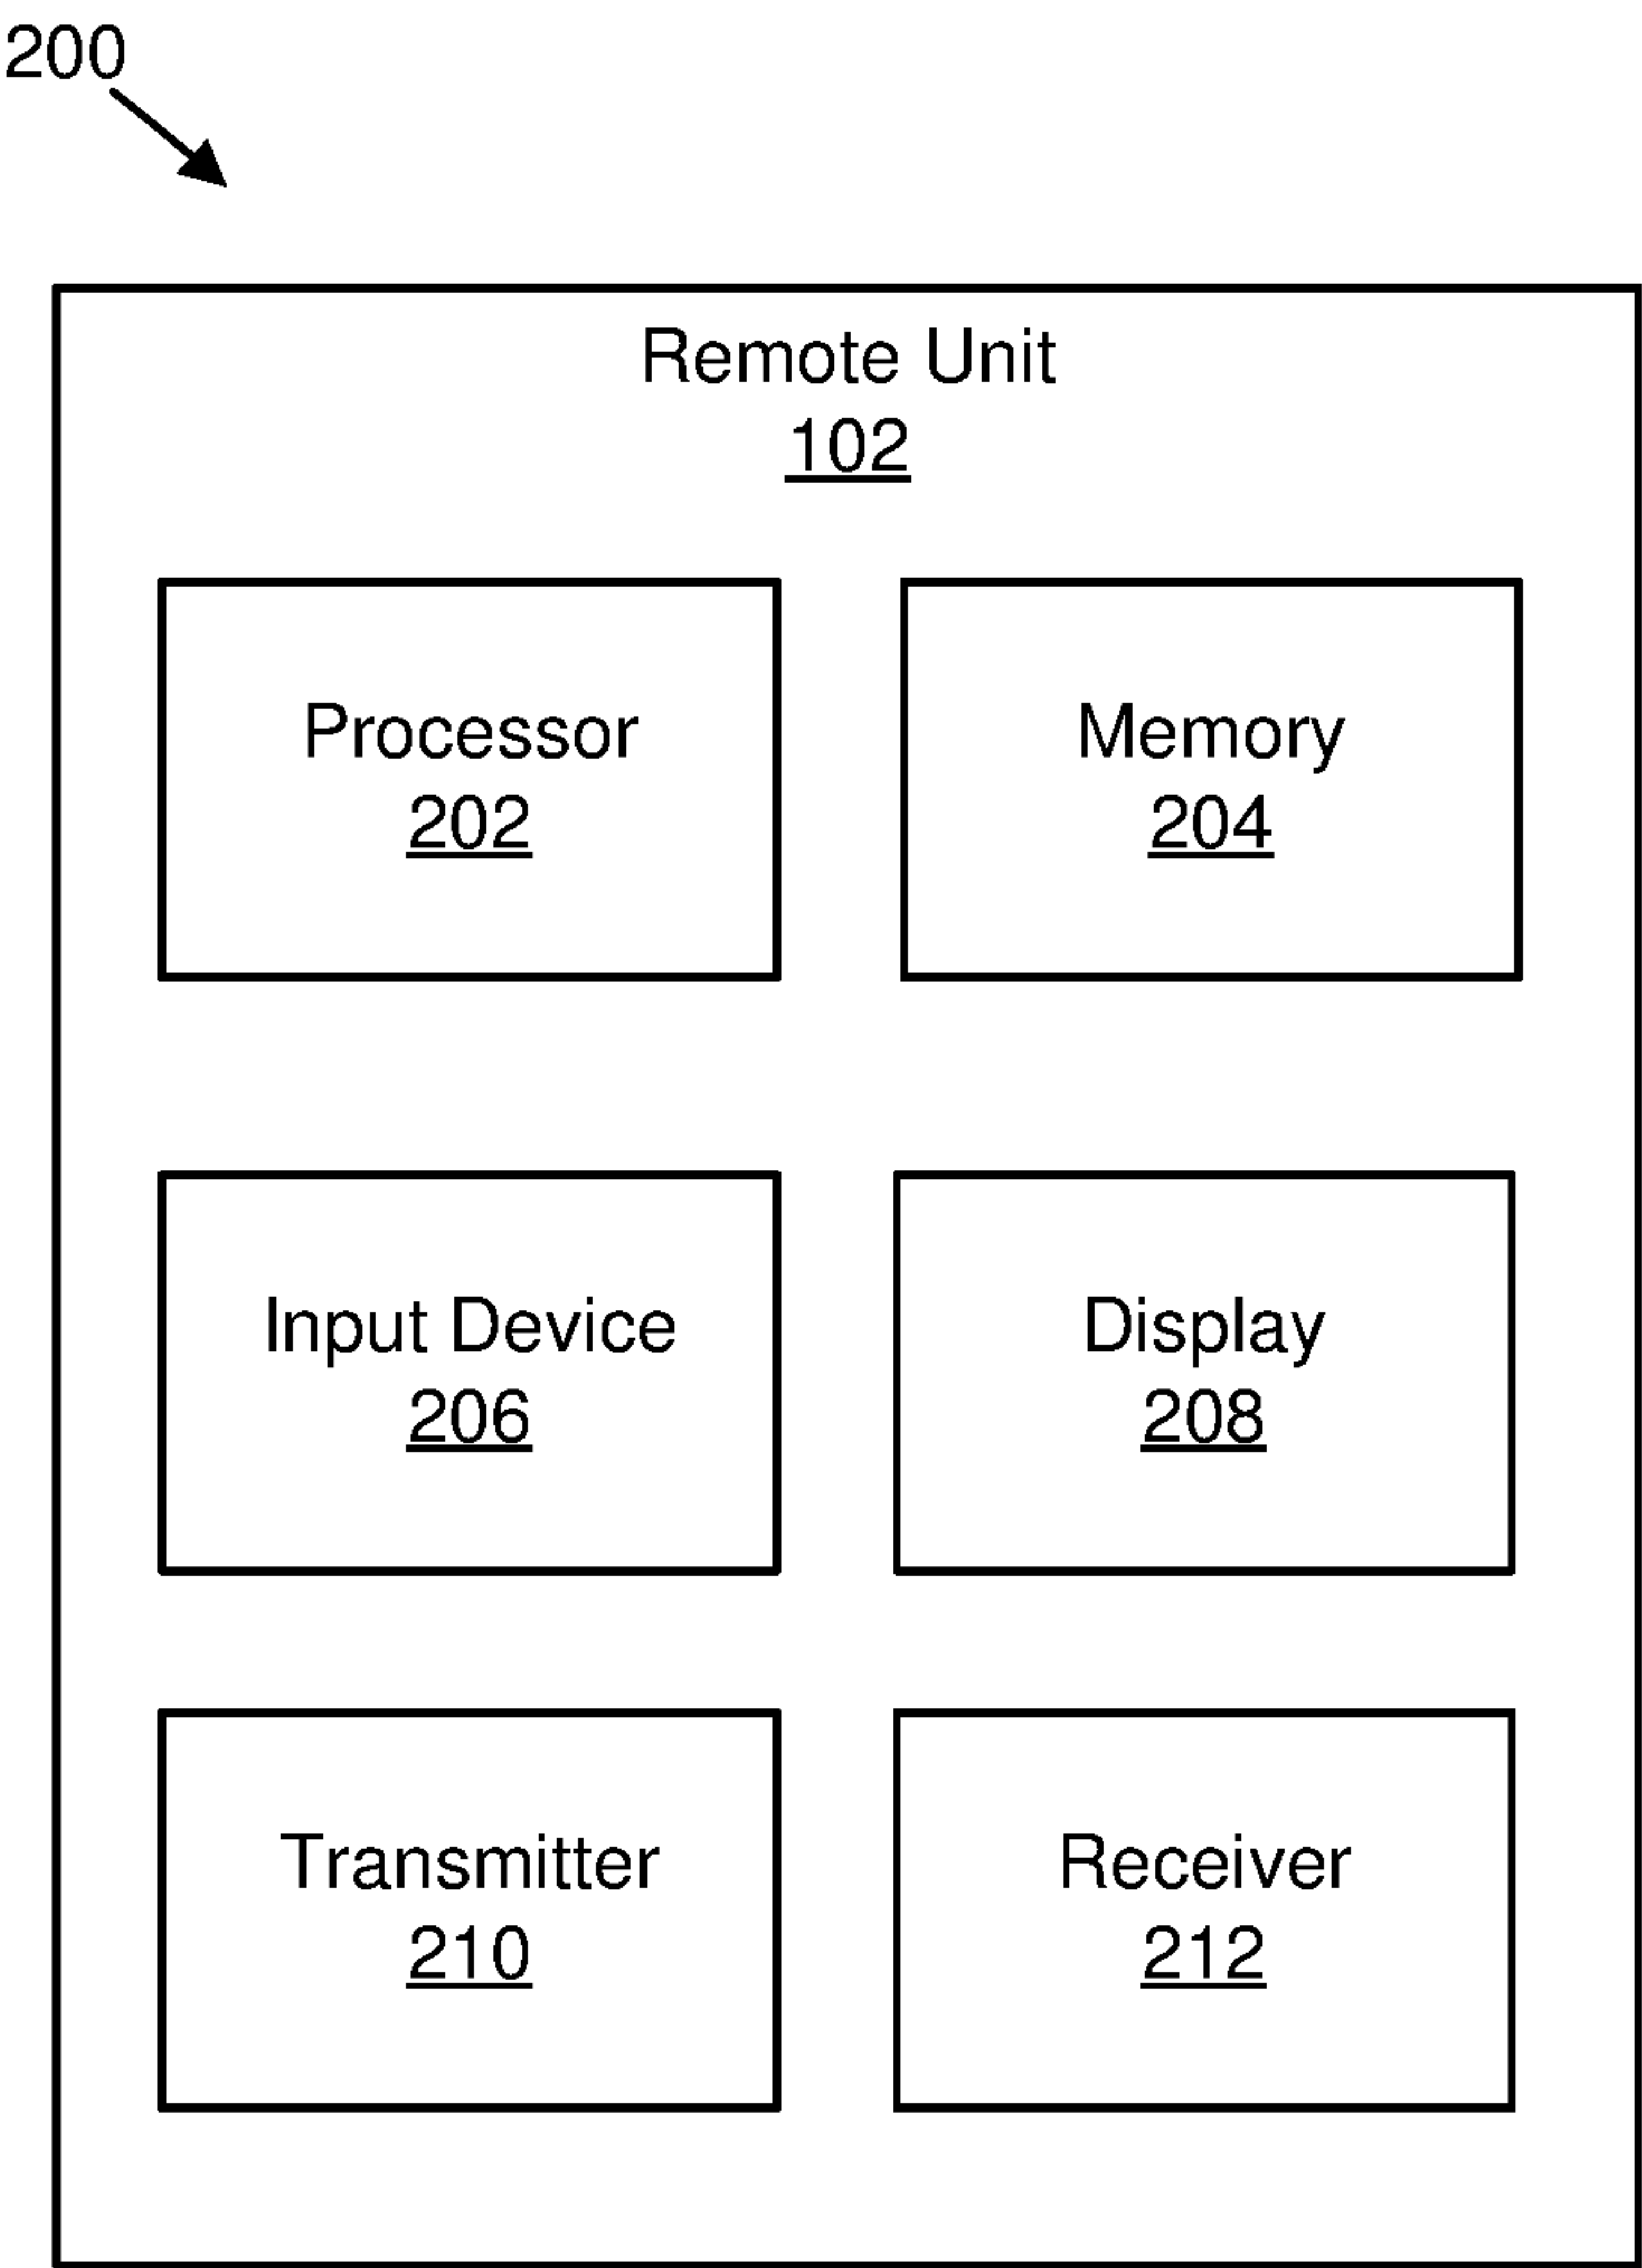 200
Remote Unit
102
Processor
202
Memory
204
Input Device
206
Display
208
Transmitter
210
Receiver
212